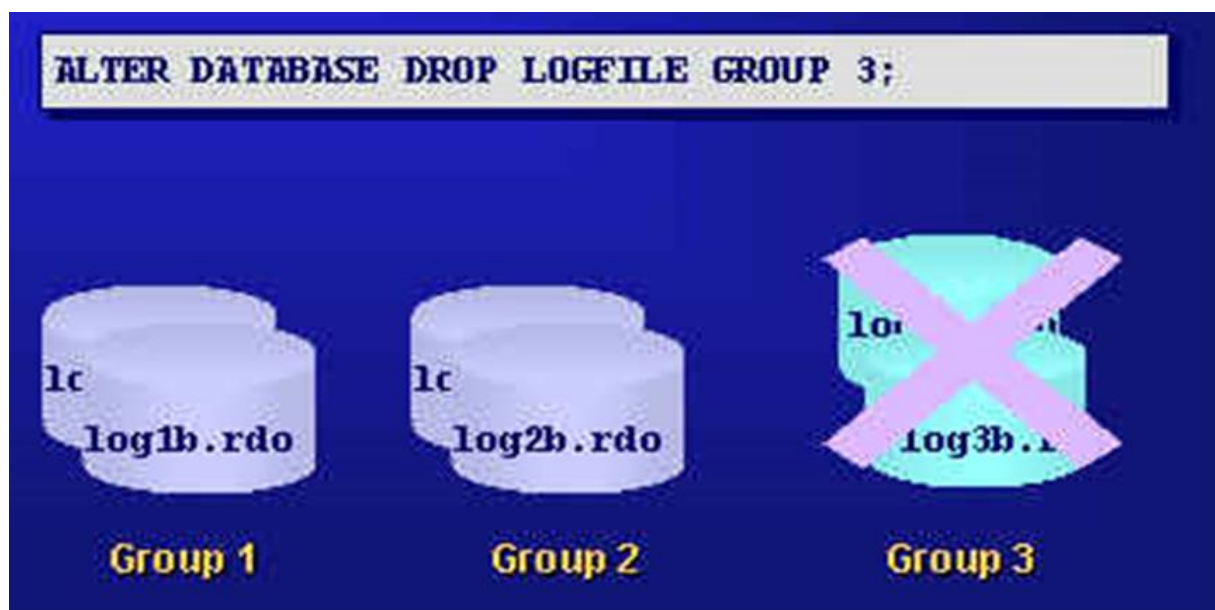 ALTER DATABASE DROP LOGFILE GROUP 3;
log1b.rdo
log2b.rdo
Group 1
Group 2
Group 3